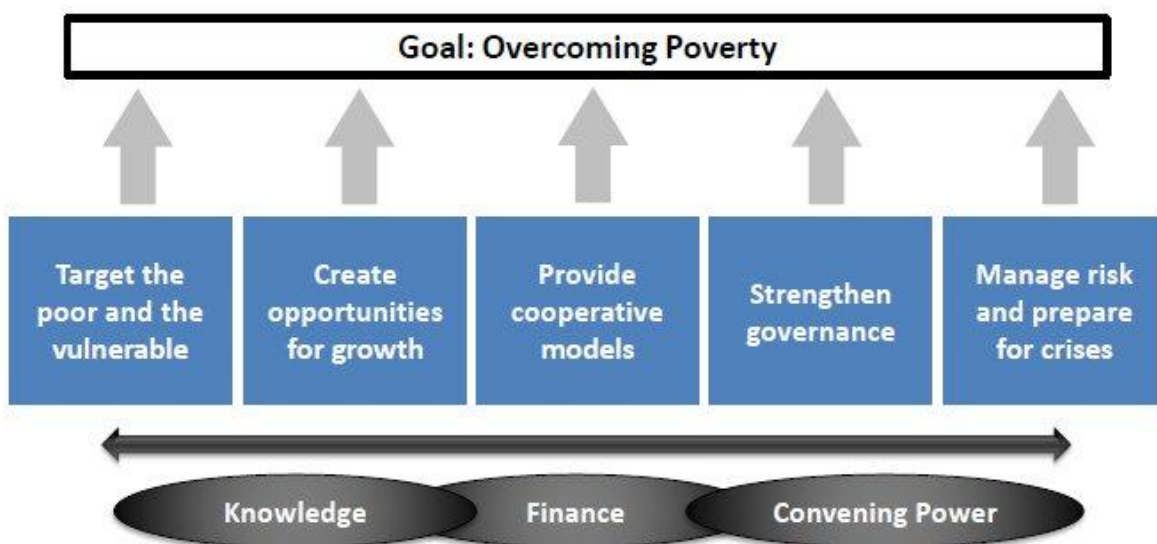 Goal: Overcoming Poverty
Target the
poor and the
vulnerable
Create
opportunities
for growth
Provide
cooperative
models
Strengthen
governance
Manage risk
and prepare
for crises
Knowledge
Finance
Convening Power